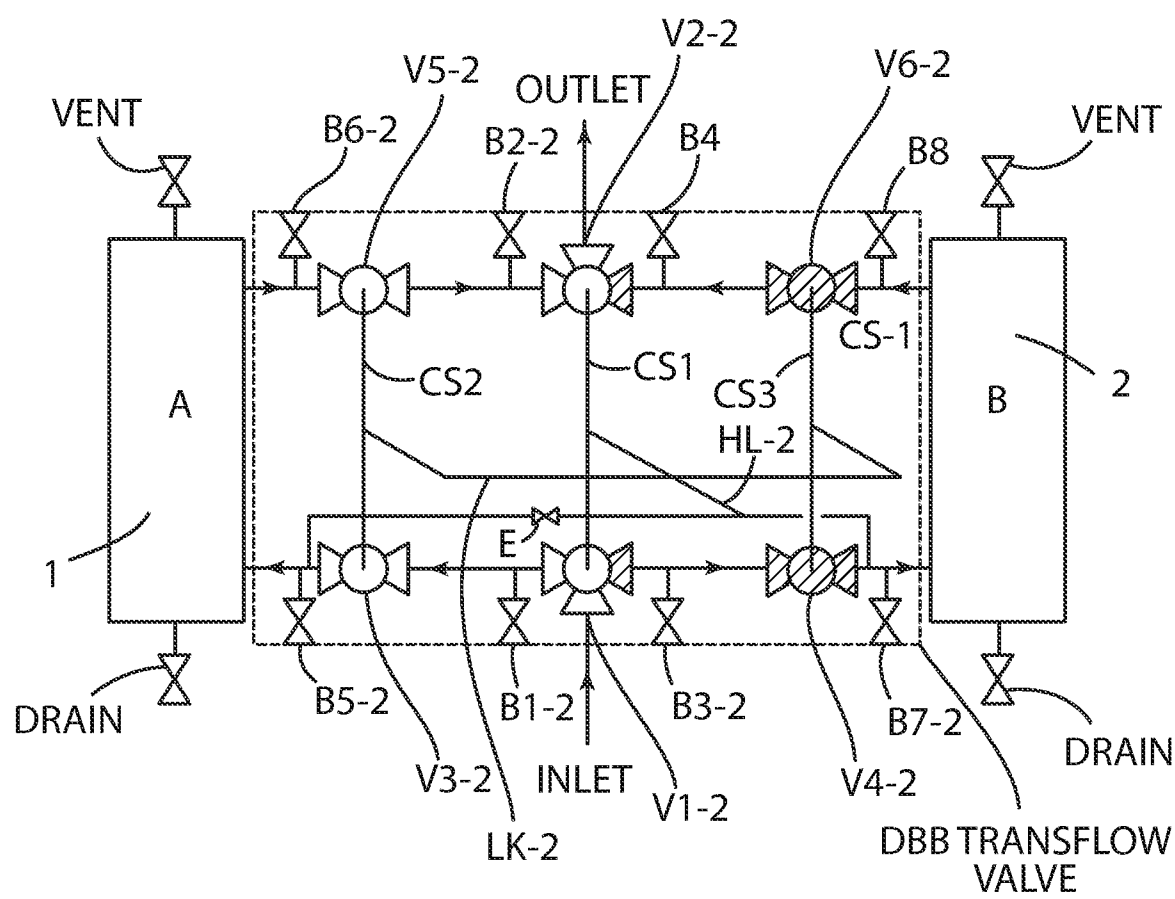 V2-2
V5-2
V6-2
OUTLET
VENT
VENT
B6-2
B2-2
B4
B8
CS-1
CS2
CS1
CS3
2
A
B
HL-2
E
1
B5-2
B1-2
B3-2
B7-2
DRAIN
DRAIN
V3-2
INLET
V1-2
V4-2
LK-2
DBB TRANSFLOW
VALVE